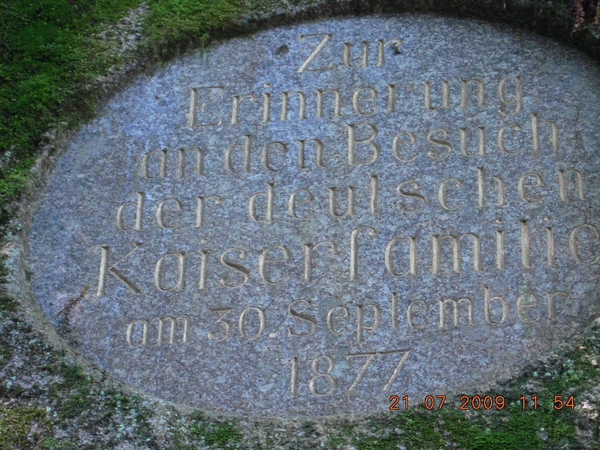 Zur
Erinnerung
an den Besuch
der deutschen
Kaiserfamilie
am 30. September
1877
21.07.2009 11:54